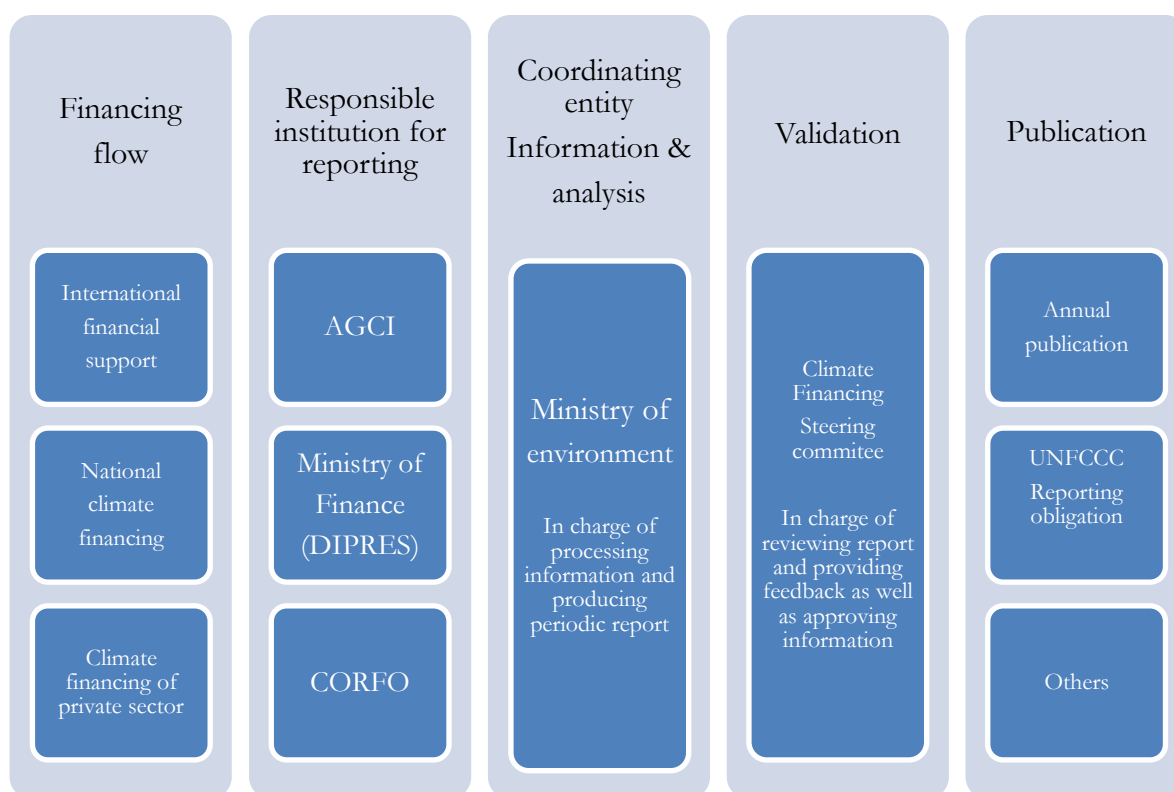 Financing
flow
International
financial
support
National
climate
financing
Climate
financing of
private sector
Responsible
institution for
reporting
AGCI
Ministry of
Finance
(DIPRES)
CORFO
Coordinating
entity
Information &
analysis
Ministry of
environment
In charge of
processing
information and
producing
periodic report
Validation
Climate
Financing
Steering
commitee
In charge of
reviewing report
and providing
feedback as well
as approving
information
Publication
Annual
publication
UNFCCC
Reporting
obligation
Others